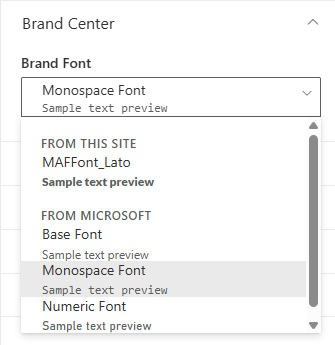 Brand Center
Brand Font
Monospace Font
Sample text preview
FROM THIS SITE
MAFFont_Lato
Sample text preview
FROM MICROSOFT
Base Font
Sample text preview
Monospace Font
Sample text preview
Numeric Font
Sample text preview